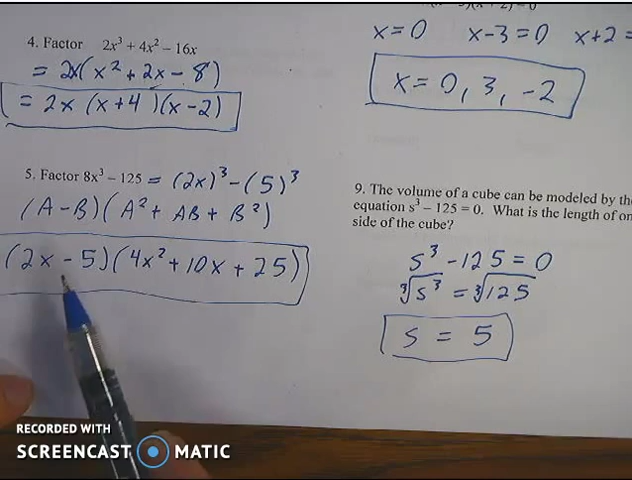 x = 0 x - 3 = 0 x + 2 =
x = 0, 3, -2
4. Factor 2x³ + 4x² – 16x
= 2x(x² + 2x - 8)
= 2x (x + 4)(x - 2)
5. Factor 8x³ – 125 = (2x)³ - (5)³
(A - B)(A² + AB + B²)
(2x - 5)(4x² + 10x + 25)
9. The volume of a cube can be modeled by the
equation s³ – 125 = 0. What is the length of on
side of the cube?
s³ - 125 = 0
∛s³ = ∛125
s = 5
RECORDED WITH
SCREENCAST MATIC